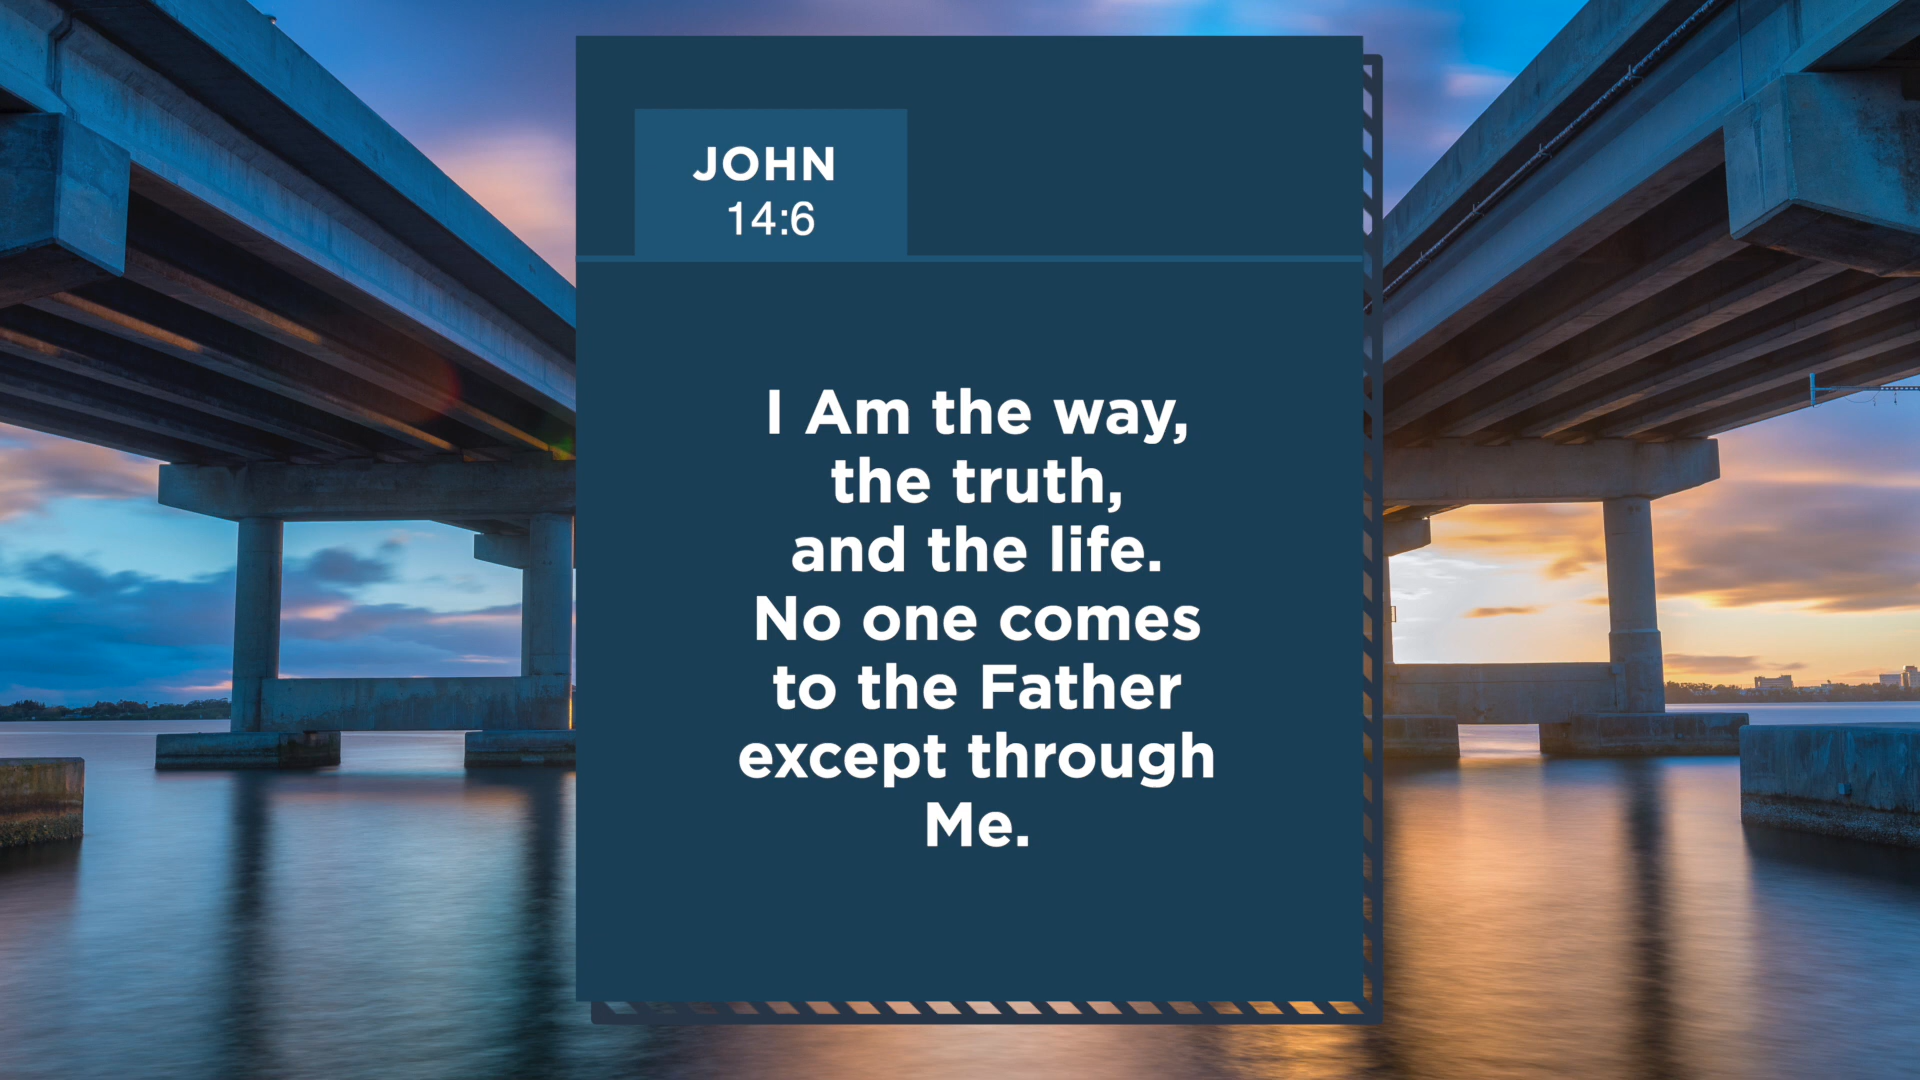 JOHN
14:6
I Am the way,
the truth,
and the life.
No one comes
to the Father
except through
Me.